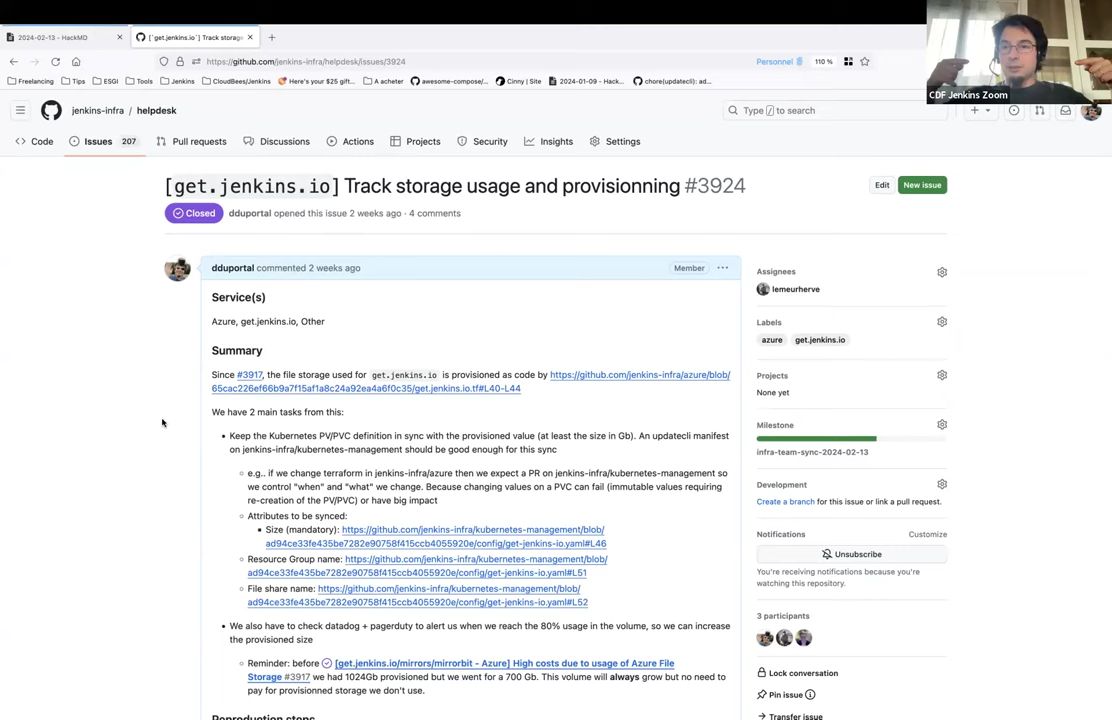 2024-02-13 - HackMD
[`get.jenkins.io`] Track storag
https://github.com/jenkins-infra/helpdesk/issues/3924
Personnel
110 %
Freelancing
Tips
ESGI
Tools
Jenkins
CloudBees/Jenkins
Here's your $25 gift...
A acheter
awesome-compose/...
Cinny | Site
2024-01-09 - Hack...
chore(updatecli): ad...
CDF Jenkins Zoom
jenkins-infra / helpdesk
Type / to search
Code
Issues 207
Pull requests
Discussions
Actions
Projects
Security
Insights
Settings
[get.jenkins.io] Track storage usage and provisionning #3924
Edit
New issue
Closed
dduportal opened this issue 2 weeks ago · 4 comments
dduportal commented 2 weeks ago
Member
Service(s)
Azure, get.jenkins.io, Other
Summary
Since #3917, the file storage used for get.jenkins.io is provisioned as code by https://github.com/jenkins-infra/azure/blob/
65cac226ef66b9a7f15af1a8c24a92ea4a6f0c35/get.jenkins.io.tf#L40-L44
We have 2 main tasks from this:
Keep the Kubernetes PV/PVC definition in sync with the provisioned value (at least the size in Gb). An updatecli manifest
on jenkins-infra/kubernetes-management should be good enough for this sync
e.g.. if we change terraform in jenkins-infra/azure then we expect a PR on jenkins-infra/kubernetes-management so
we control "when" and "what" we change. Because changing values on a PVC can fail (immutable values requiring
re-creation of the PV/PVC) or have big impact
Attributes to be synced:
Size (mandatory): https://github.com/jenkins-infra/kubernetes-management/blob/
ad94ce33fe435be7282e90758f415ccb4055920e/config/get-jenkins-io.yaml#L46
Resource Group name: https://github.com/jenkins-infra/kubernetes-management/blob/
ad94ce33fe435be7282e90758f415ccb4055920e/config/get-jenkins-io.yaml#L51
File share name: https://github.com/jenkins-infra/kubernetes-management/blob/
ad94ce33fe435be7282e90758f415ccb4055920e/config/get-jenkins-io.yaml#L52
We also have to check datadog + pagerduty to alert us when we reach the 80% usage in the volume, so we can increase
the provisioned size
Reminder: before [get.jenkins.io/mirrors/mirrorbit - Azure] High costs due to usage of Azure File
Storage #3917 we had 1024Gb provisioned but we went for a 700 Gb. This volume will always grow but no need to
pay for provisionned storage we don't use.
Reproduction steps
Assignees
lemeurherve
Labels
azure
get.jenkins.io
Projects
None yet
Milestone
infra-team-sync-2024-02-13
Development
Create a branch for this issue or link a pull request.
Notifications
Customize
Unsubscribe
You're receiving notifications because you're
watching this repository.
3 participants
Lock conversation
Pin issue
Transfer issue